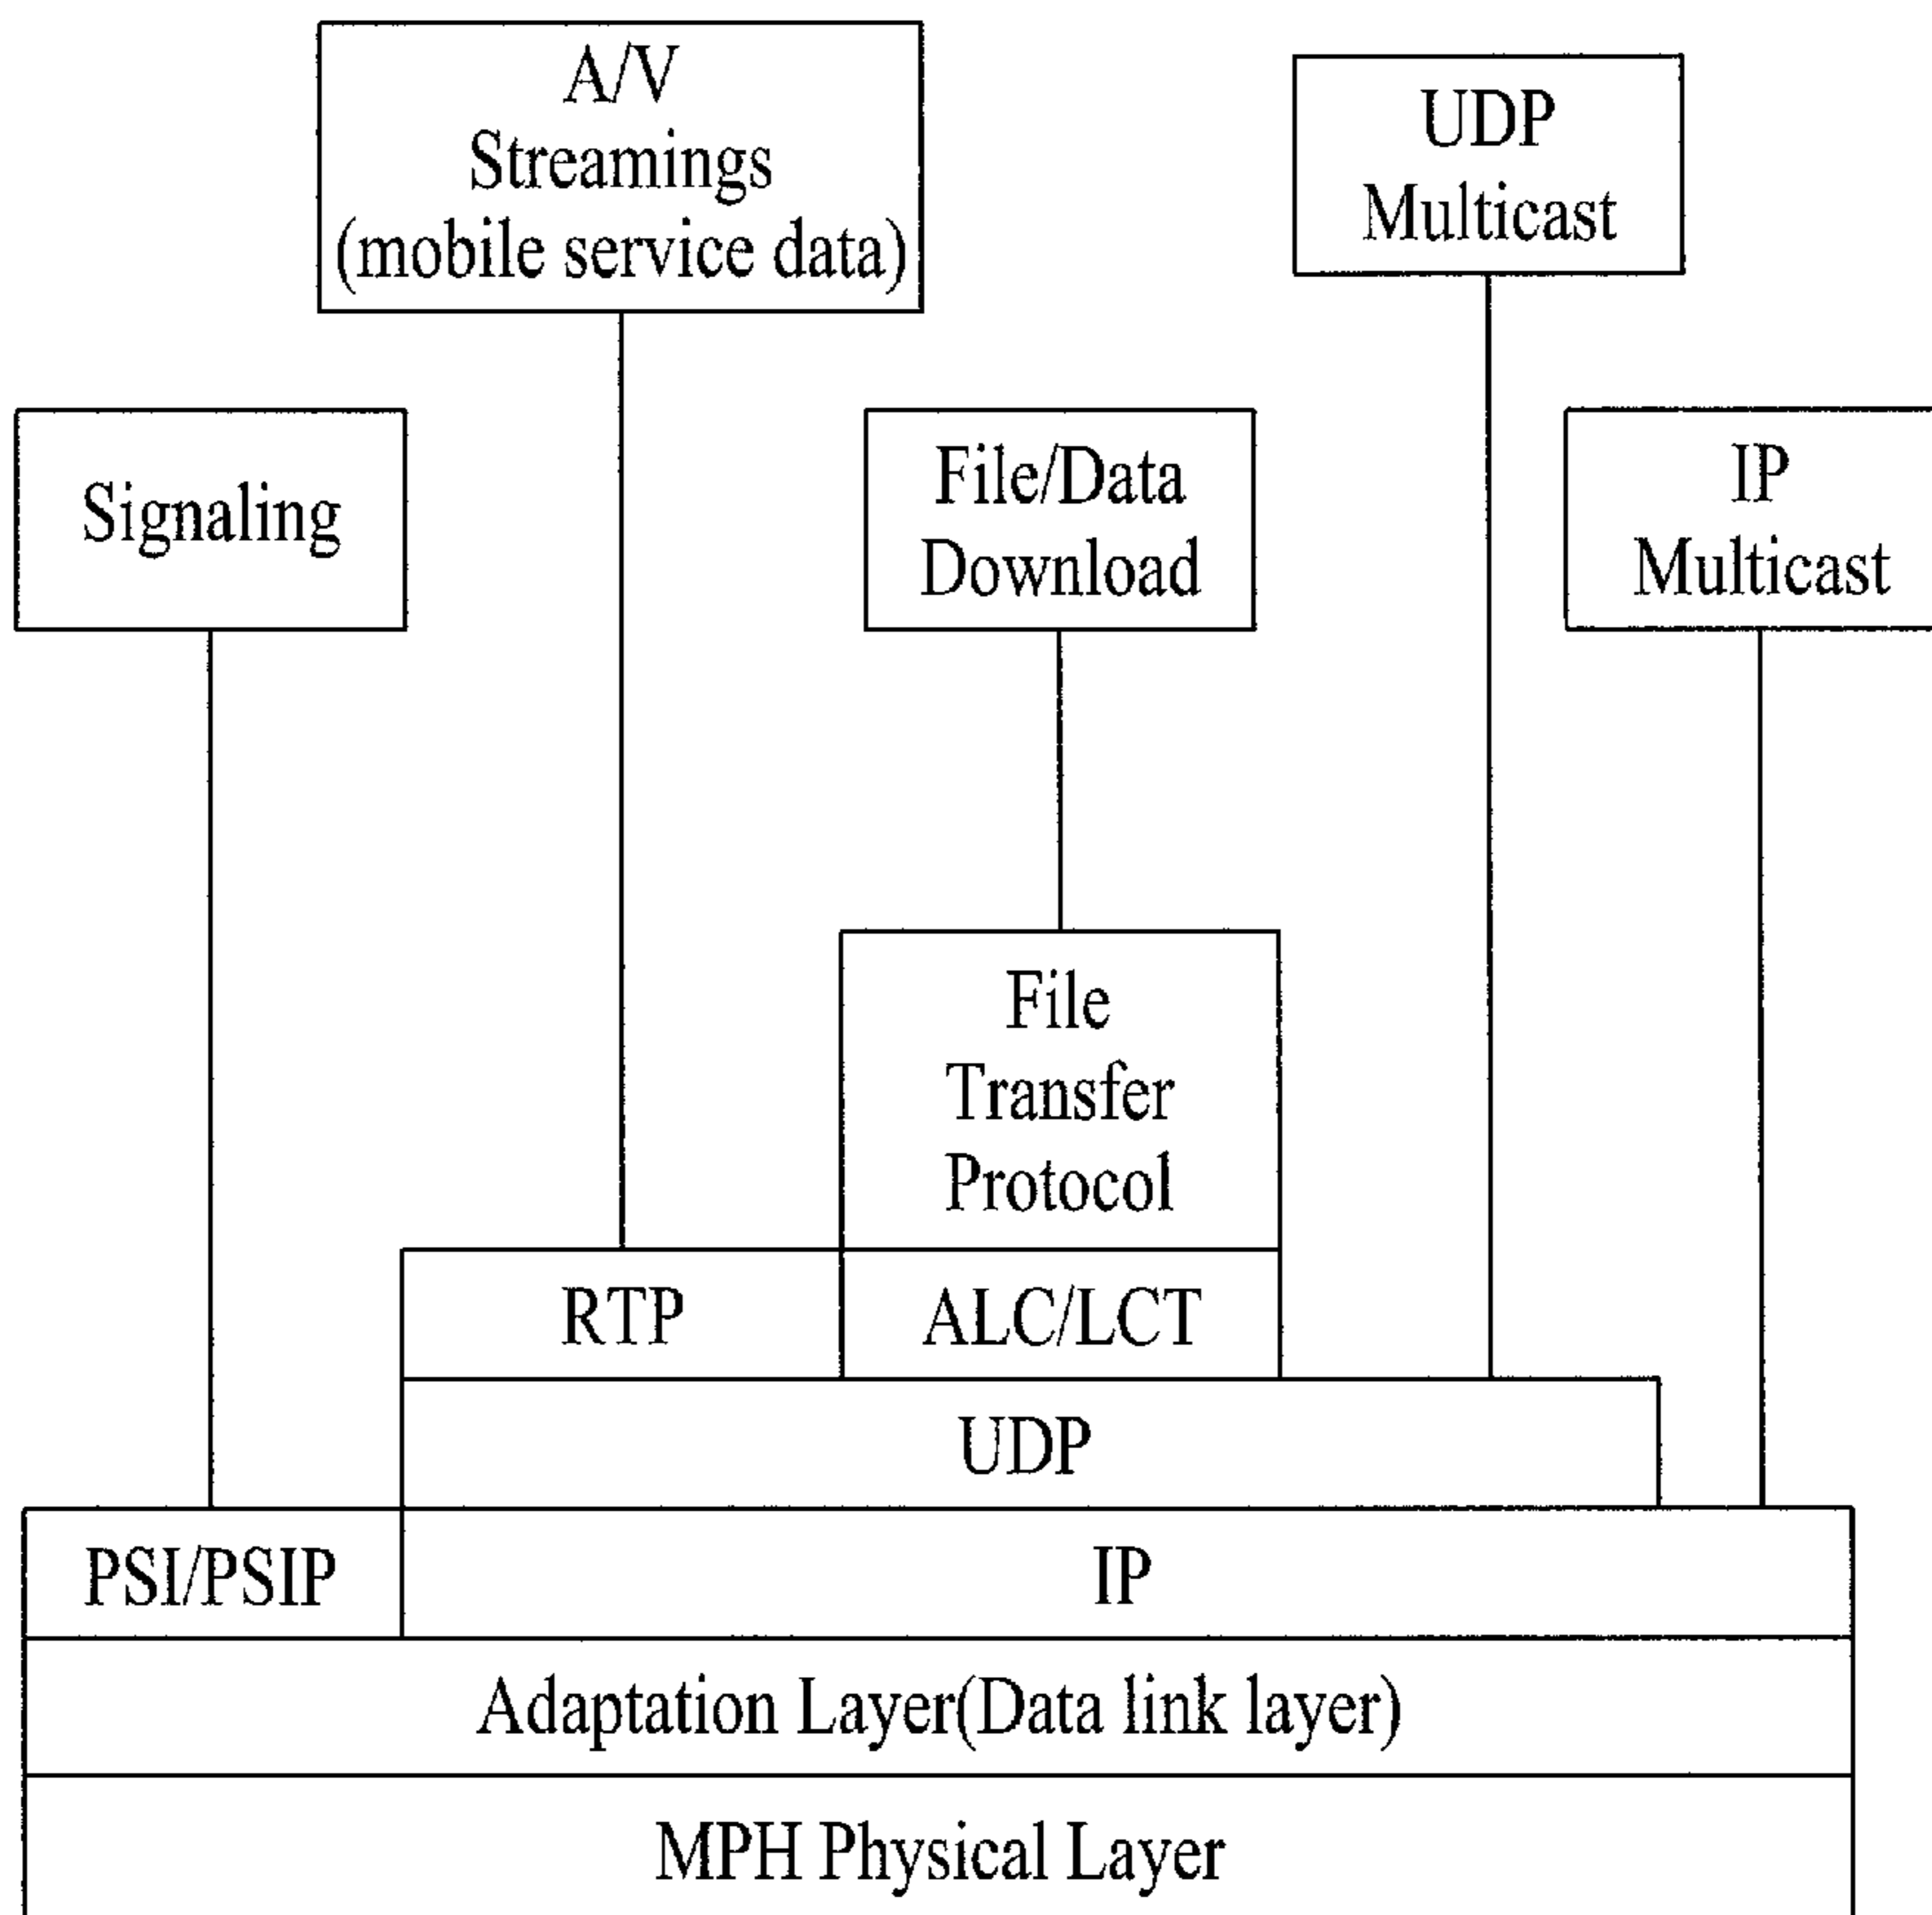 A/V
Streamings
(mobile service data)
UDP
Multicast
Signaling
File/Data
Download
IP
Multicast
File
Transfer
Protocol
RTP
ALC/LCT
UDP
PSI/PSIP
IP
Adaptation Layer(Data link layer)
MPH Physical Layer